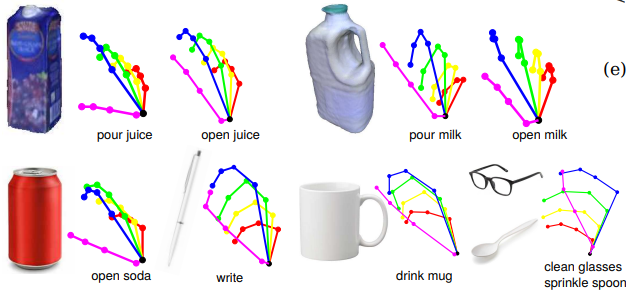 (e)
pour juice
open juice
pour milk
open milk
open soda
write
drink mug
clean glasses
sprinkle spoon